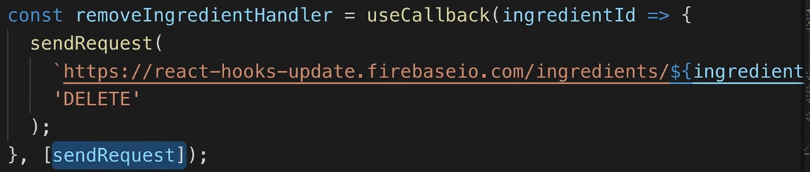 const removeIngredientHandler = useCallback(ingredientId => {
sendRequest(
`https://react-hooks-update.firebaseio.com/ingredients/${ingredient
'DELETE'
);
}, [sendRequest]);